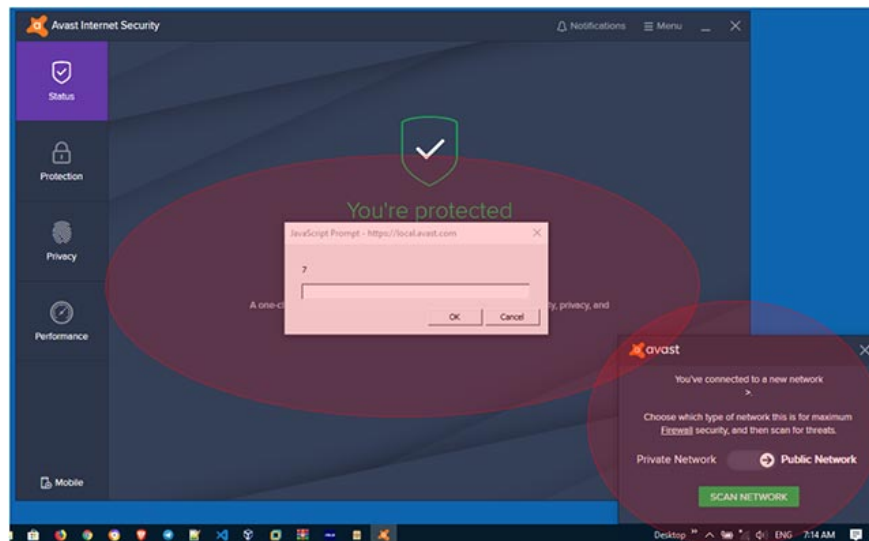 Avast Internet Security
Notifications
Menu
Status
Protection
Privacy
Performance
Mobile
You're protected
JavaScript Prompt - https://local.avast.com
7
OK
Cancel
A one-cl
ty, privacy, and
avast
You've connected to a new network
>.
Choose which type of network this is for maximum
Firewall security, and then scan for threats.
Private Network
Public Network
SCAN NETWORK
Desktop
ENG
7:14 AM